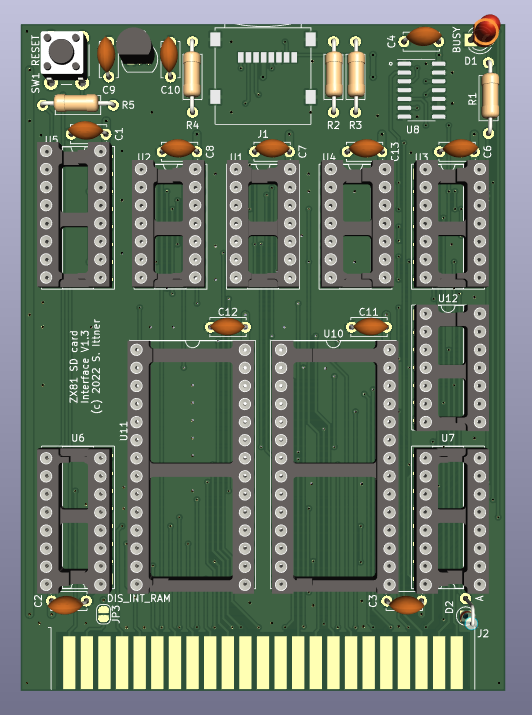 SW1 RESET
C9
C10
R4
J1
R2
R3
C4
BUSY
D1
R1
U8
R5
C1
C8
C7
C13
C6
U5
U2
U1
U4
U3
U12
C12
C11
U10
ZX81 SD card
Interface V1.3
(c) 2022 S. Ittner
U11
U6
U7
C2
DIS_INT_RAM
JP3
C3
D2
A
J2